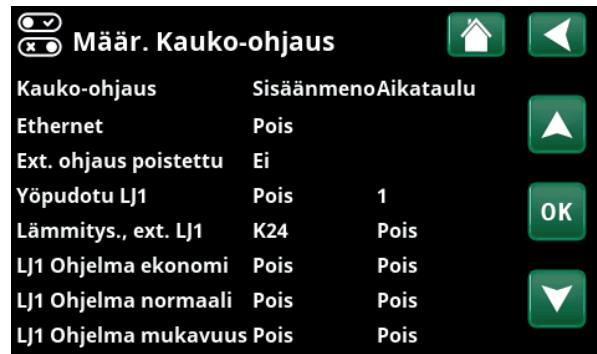 Määr. Kauko-ohjaus
Kauko-ohjaus Sisäänmeno Aikataulu
Ethernet Pois
Ext. ohjaus poistettu Ei
Yöpudotu LJ1 Pois 1
OK
Lämmitys., ext. LJ1 K24 Pois
LJ1 Ohjelma ekonomi Pois Pois
LJ1 Ohjelma normaali Pois Pois
LJ1 Ohjelma mukavuus Pois Pois